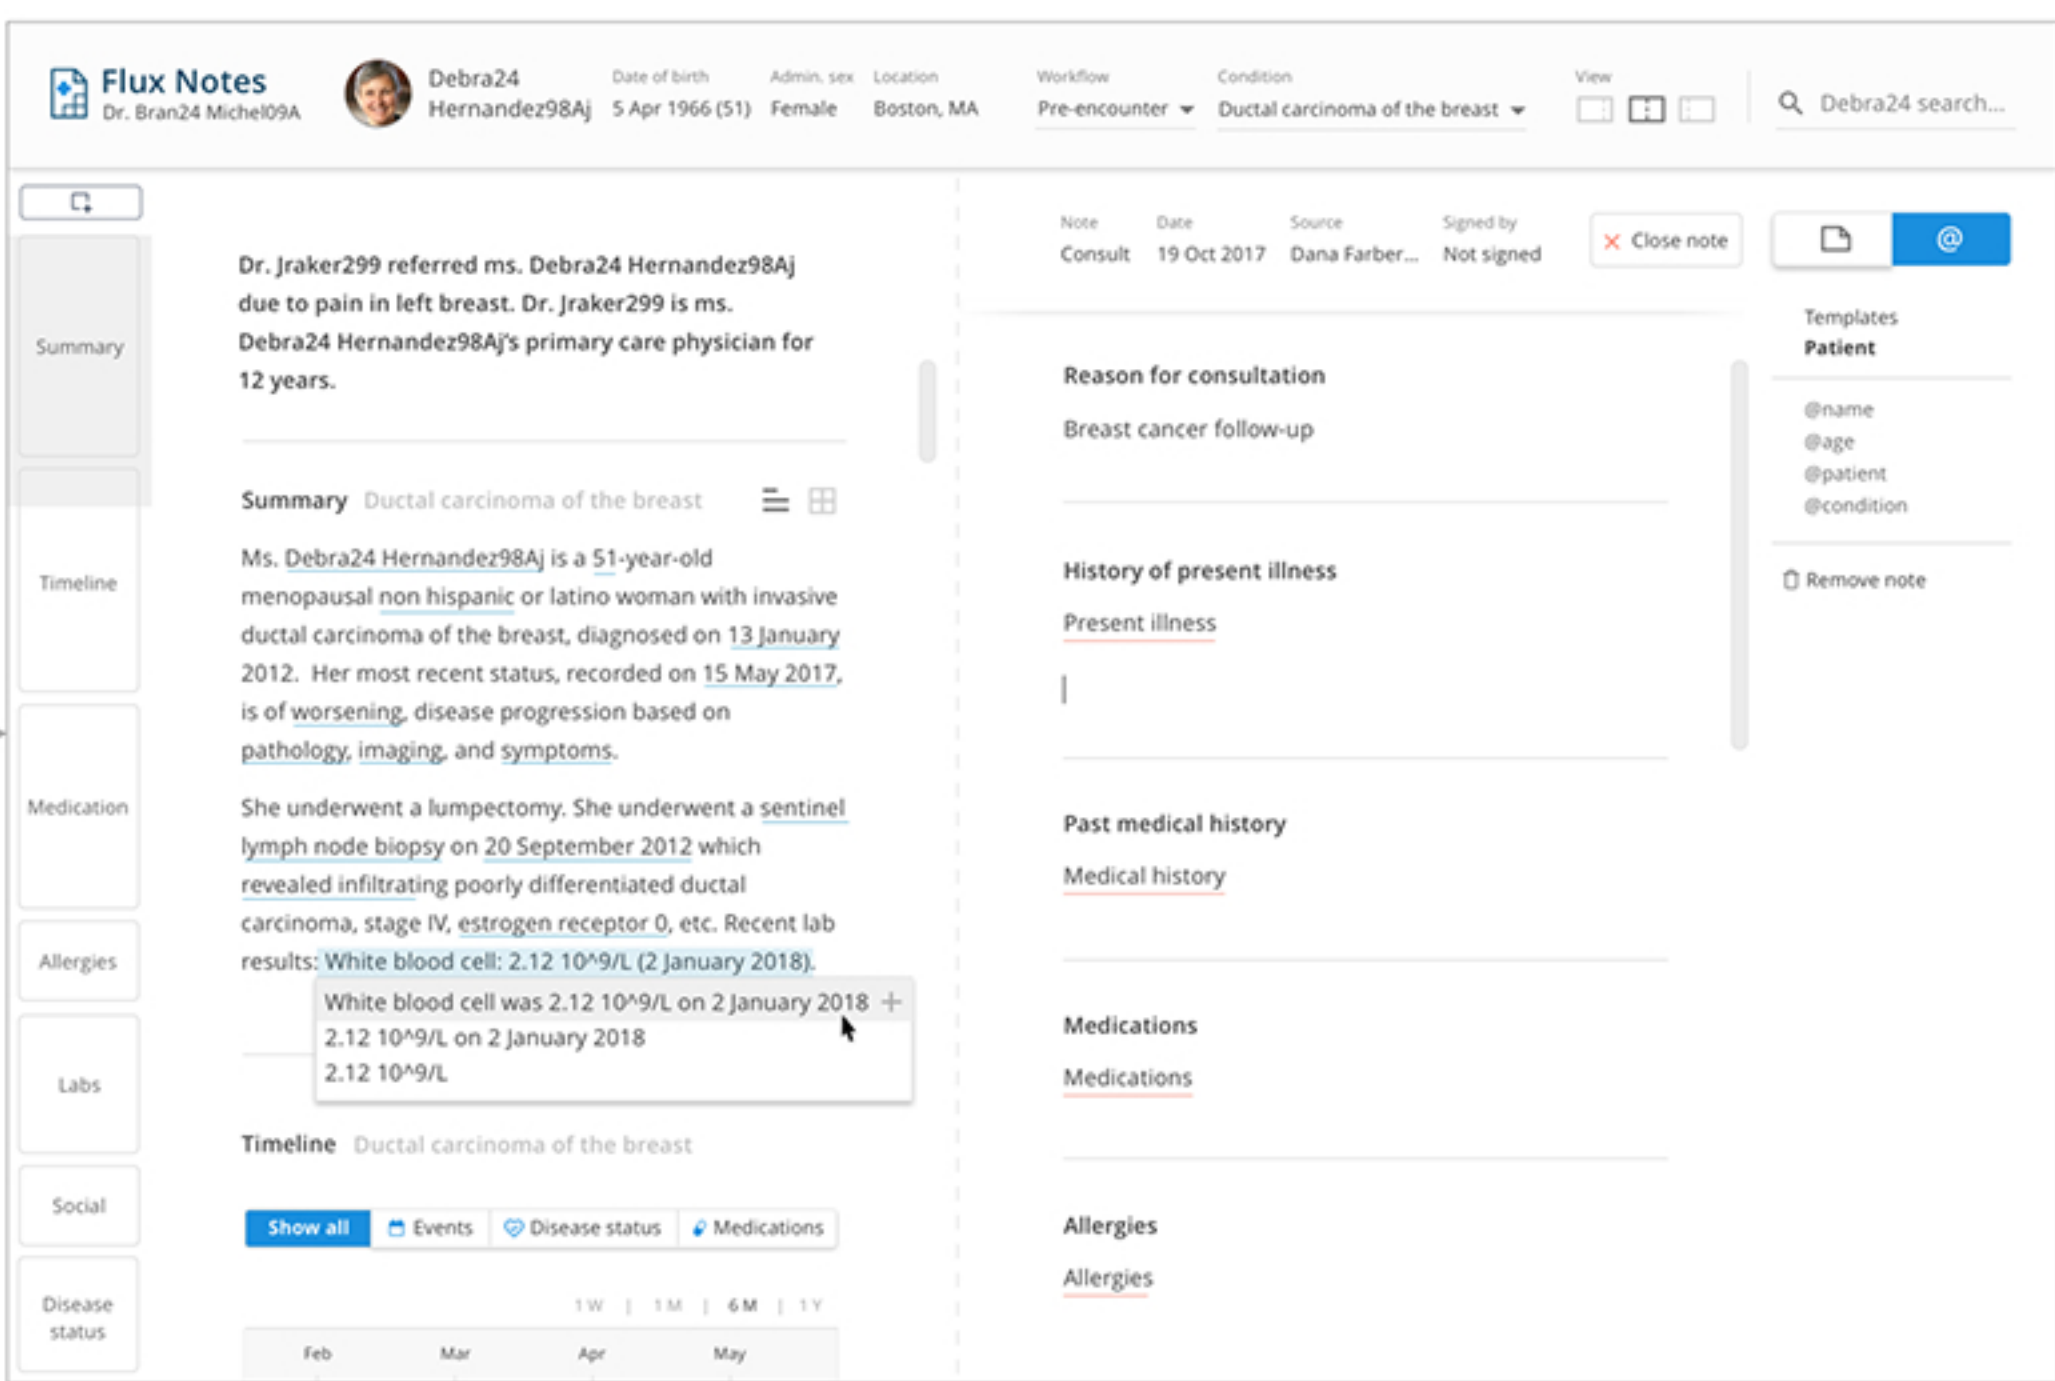 Flux Notes
Dr. Bran24 Michel09A
Debra24
Hernandez98Aj
Date of birth
5 Apr 1966 (51)
Admin. sex
Female
Location
Boston, MA
Workflow
Pre-encounter
Condition
Ductal carcinoma of the breast
View
Debra24 search...
Summary
Timeline
Medication
Allergies
Labs
Social
Disease
status
Dr. Jraker299 referred ms. Debra24 Hernandez98Aj
due to pain in left breast. Dr. Jraker299 is ms.
Debra24 Hernandez98Aj's primary care physician for
12 years.
Summary Ductal carcinoma of the breast
Ms. Debra24 Hernandez98Aj is a 51-year-old
menopausal non hispanic or latino woman with invasive
ductal carcinoma of the breast, diagnosed on 13 January
2012. Her most recent status, recorded on 15 May 2017,
is of worsening, disease progression based on
pathology, imaging, and symptoms.
She underwent a lumpectomy. She underwent a sentinel
lymph node biopsy on 20 September 2012 which
revealed infiltrating poorly differentiated ductal
carcinoma, stage IV, estrogen receptor 0, etc. Recent lab
results: White blood cell: 2.12 10^9/L (2 January 2018).
White blood cell was 2.12 10^9/L on 2 January 2018 +
2.12 10^9/L on 2 January 2018
2.12 10^9/L
Timeline Ductal carcinoma of the breast
Show all Events Disease status Medications
1 W | 1 M | 6 M | 1 Y
Feb Mar Apr May
Note
Consult
Date
19 Oct 2017
Source
Dana Farber...
Signed by
Not signed
Close note
Reason for consultation
Breast cancer follow-up
History of present illness
Present illness
Past medical history
Medical history
Medications
Medications
Allergies
Allergies
@
Templates
Patient
@name
@age
@patient
@condition
Remove note